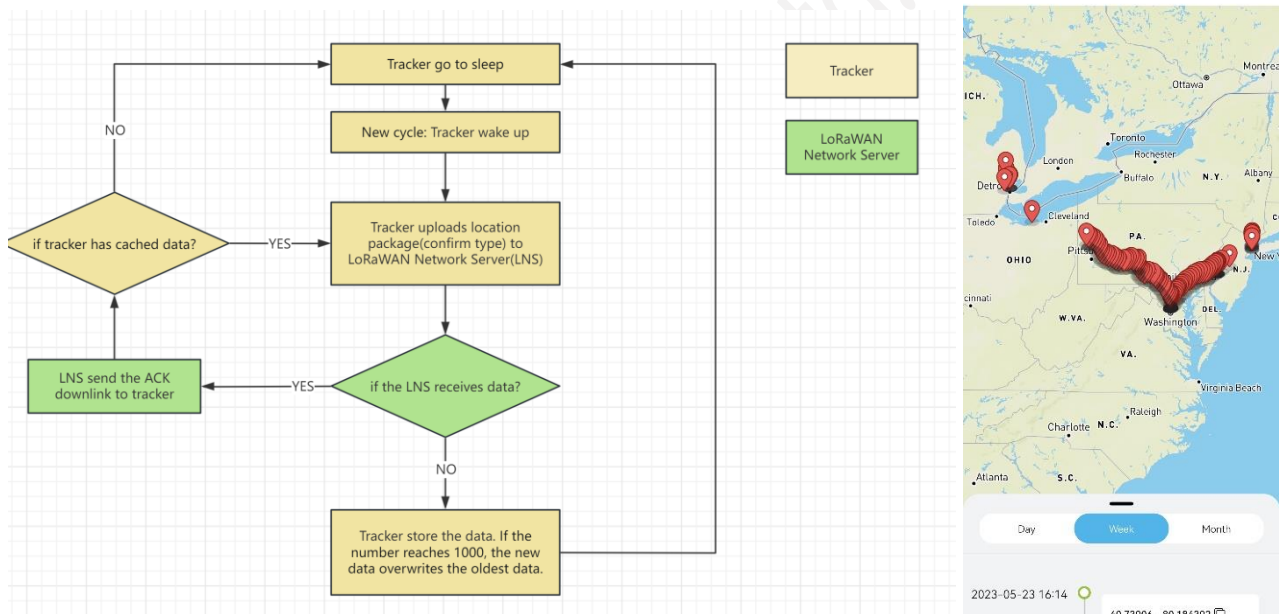 Tracker go to sleep
New cycle: Tracker wake up
Tracker uploads location
package(confirm type) to
LoRaWAN Network Server(LNS)
if the LNS receives data?
YES
LNS send the ACK
downlink to tracker
if tracker has cached data?
YES
NO
NO
Tracker store the data. If the
number reaches 1000, the new
data overwrites the oldest data.
Tracker
LoRaWAN
Network Server
Montrea
Ottawa
ICH.
Toronto
London
Rochester
Buffalo
N.Y.
Albany
Detro
Toledo
Cleveland
PA.
Pitts
OHIO
New Y
N.J.
cinnati
W.VA.
DEL.
Washington
VA.
Virginia Beach
Raleigh
Charlotte
N.C.
Atlanta
S.C.
Day
Week
Month
2023-05-23 16:14